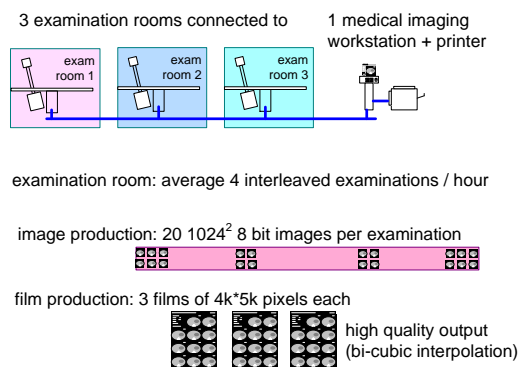 3 examination rooms connected to
1 medical imaging
workstation + printer
exam
room 1
exam
room 2
exam
room 3
examination room: average 4 interleaved examinations / hour
image production: 20 1024² 8 bit images per examination
film production: 3 films of 4k*5k pixels each
high quality output
(bi-cubic interpolation)